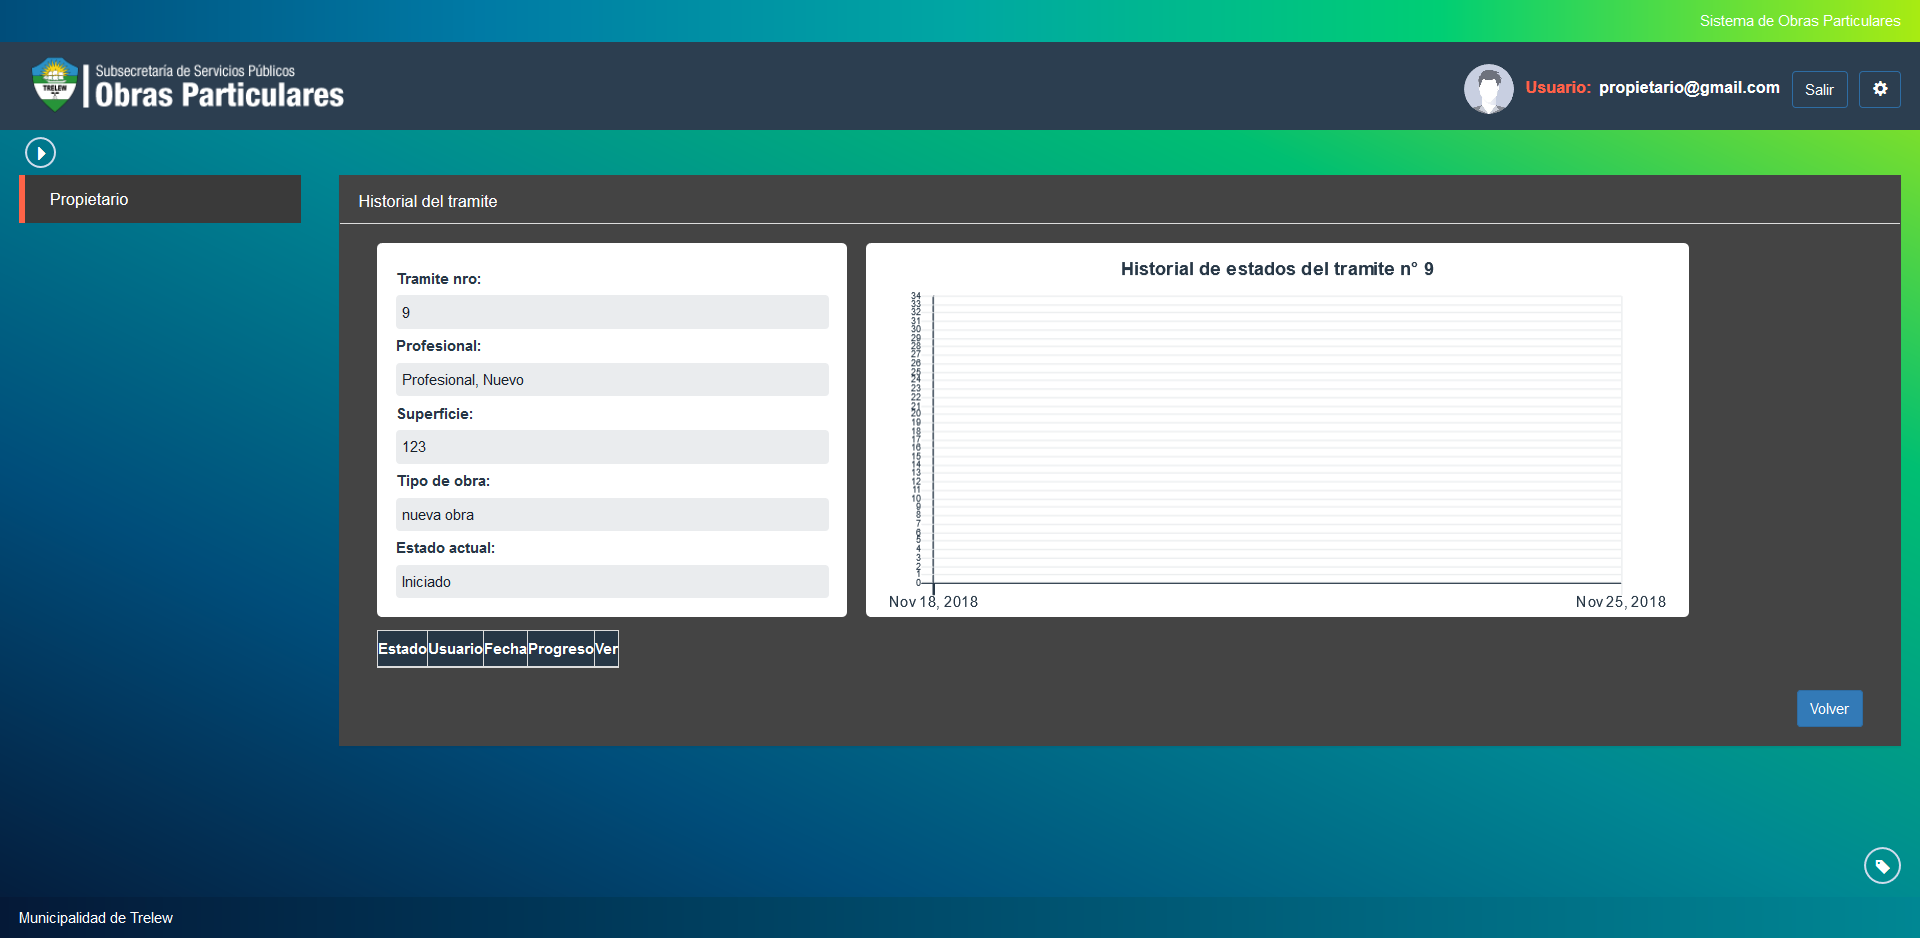 Sistema de Obras Particulares
TRELEW
Subsecretaría de Servicios Públicos
Obras Particulares
Usuario: propietario@gmail.com
Salir
Propietario
Historial del tramite
Tramite nro:
9
Profesional:
Profesional, Nuevo
Superficie:
123
Tipo de obra:
nueva obra
Estado actual:
Iniciado
Historial de estados del tramite n° 9
34
33
32
31
30
29
28
27
26
25
24
23
22
21
20
19
18
17
16
15
14
13
12
11
10
9
8
7
6
5
4
3
2
1
0
Nov 18, 2018
Nov 25, 2018
Estado Usuario Fecha Progreso Ver
Volver
Municipalidad de Trelew